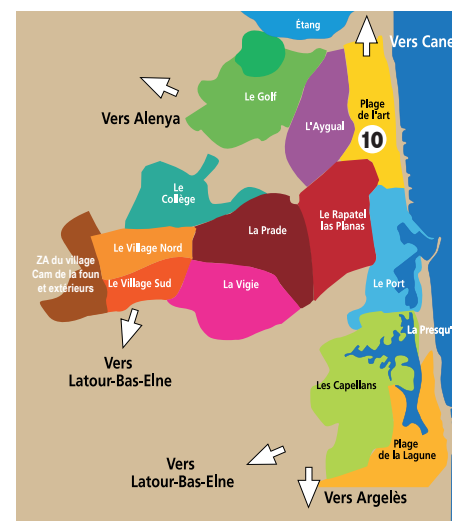 Étang
Vers Cane
Le Golf
Plage
de l'art
10
Vers Alenya
L'Aygual
Le
Collège
Le Rapatel
las Planas
La Prade
Le Village Nord
ZA du village
Cam de la foun
et extérieurs
Le Village Sud
La Vigie
Le Port
La Presqu'
Vers
Latour-Bas-Elne
Les Capellans
Plage
de la Lagune
Vers
Latour-Bas-Elne
Vers Argelès